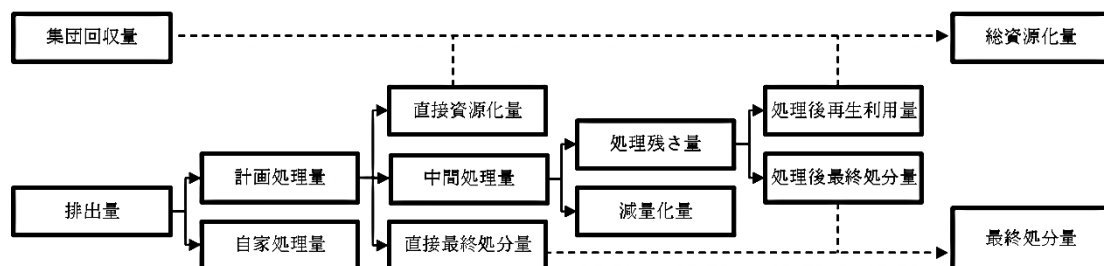 集団回収量
総資源化量
直接資源化量
処理後再生利用量
処理残さ量
計画処理量
中間処理量
処理後最終処分量
排出量
減量化量
自家処理量
直接最終処分量
最終処分量